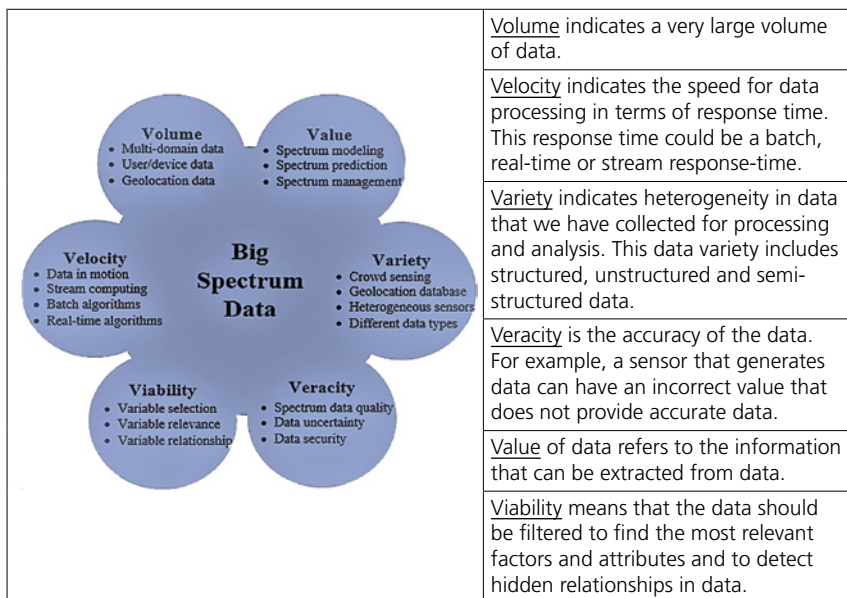 Volume
• Multi-domain data
• User/device data
• Geolocation data
Value
• Spectrum modeling
• Spectrum prediction
• Spectrum management
Velocity
• Data in motion
• Stream computing
• Batch algorithms
• Real-time algorithms
Big
Spectrum
Data
Variety
• Crowd sensing
• Geolocation database
• Heterogeneous sensors
• Different data types
Viability
• Variable selection
• Variable relevance
• Variable relationship
Veracity
• Spectrum data quality
• Data uncertainty
• Data security
Volume indicates a very large volume
of data.
Velocity indicates the speed for data
processing in terms of response time.
This response time could be a batch,
real-time or stream response-time.
Variety indicates heterogeneity in data
that we have collected for processing
and analysis. This data variety includes
structured, unstructured and semi-
structured data.
Veracity is the accuracy of the data.
For example, a sensor that generates
data can have an incorrect value that
does not provide accurate data.
Value of data refers to the information
that can be extracted from data.
Viability means that the data should
be filtered to find the most relevant
factors and attributes and to detect
hidden relationships in data.